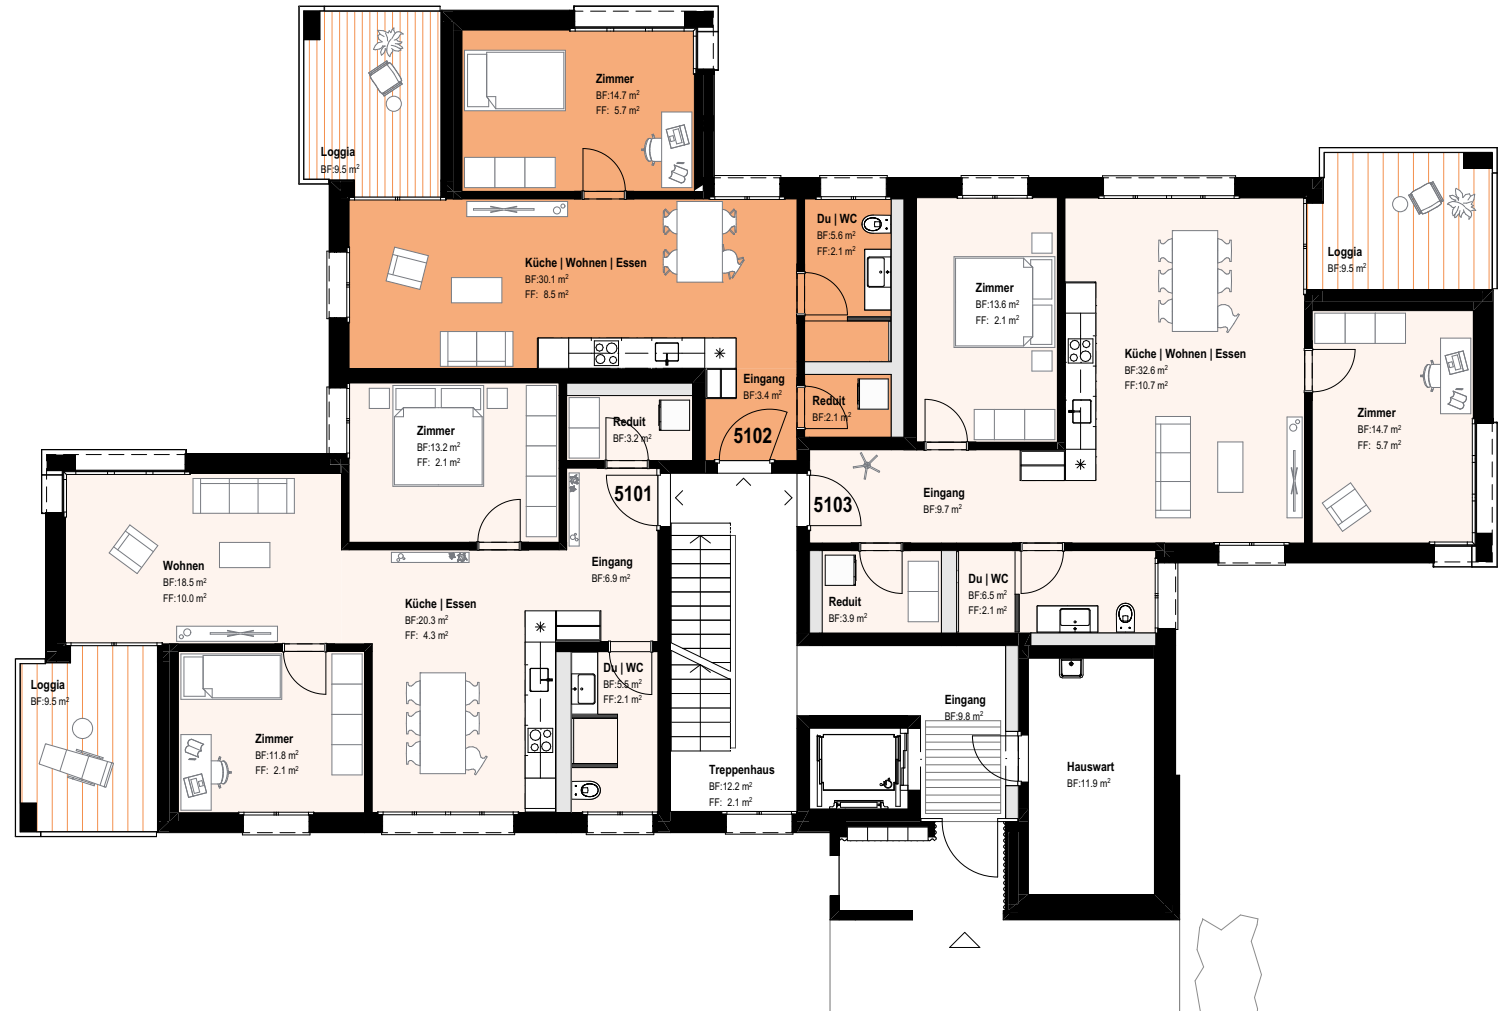 Zimmer
BF:14.7 m²
FF: 5.7 m²
Loggia
BF:9.5 m²
Du | WC
BF:5.6 m²
FF:2.1 m²
Küche | Wohnen | Essen
BF:30.1 m²
FF: 8.5 m²
Loggia
BF:9.5 m²
Zimmer
BF:13.6 m²
FF: 2.1 m²
Küche | Wohnen | Essen
BF:32.6 m²
FF:10.7 m²
Eingang
BF:3.4 m²
Reduit
BF:2.1 m²
Zimmer
BF:14.7 m²
FF: 5.7 m²
Zimmer
BF:13.2 m²
FF: 2.1 m²
Reduit
BF:3.2 m²
5102
5101
5103
Eingang
BF:9.7 m²
Wohnen
BF:18.5 m²
FF:10.0 m²
Eingang
BF:6.9 m²
Küche | Essen
BF:20.3 m²
FF: 4.3 m²
Reduit
BF:3.9 m²
Du | WC
BF:6.5 m²
FF:2.1 m²
Loggia
BF:9.5 m²
Du | WC
BF:5.5 m²
FF:2.1 m²
Eingang
BF:9.8 m²
Zimmer
BF:11.8 m²
FF: 2.1 m²
Treppenhaus
BF:12.2 m²
FF: 2.1 m²
Hauswart
BF:11.9 m²